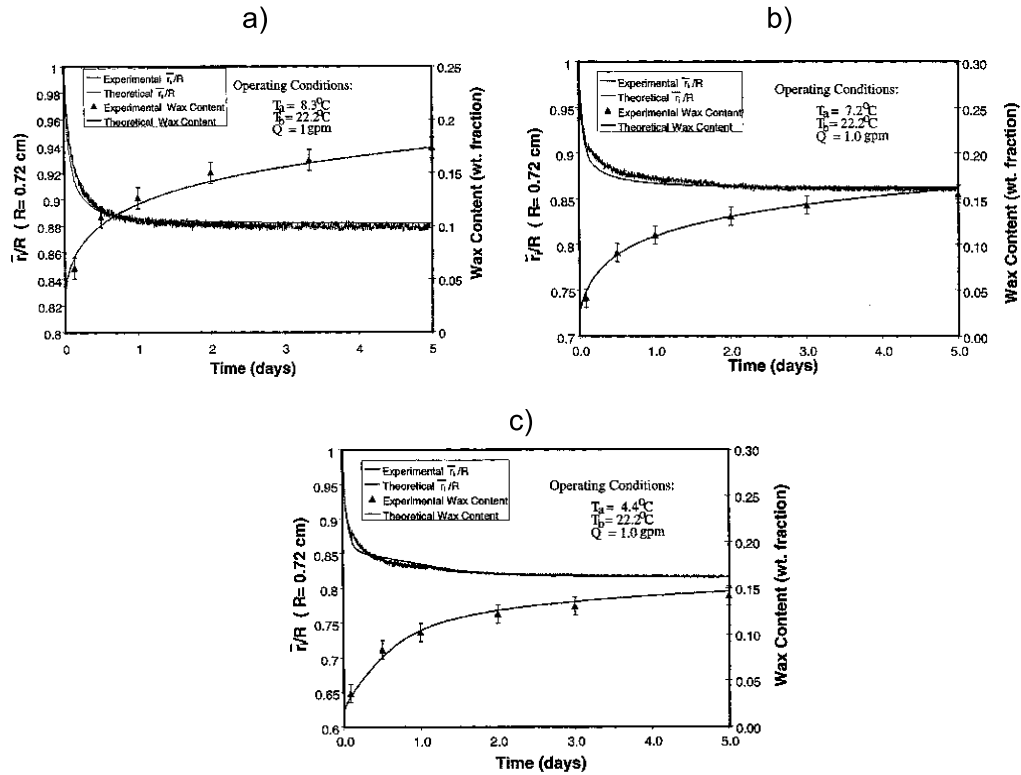 a)
Experimental r̄ᵢ/R
Theoretical r̄ᵢ/R
Experimental Wax Content
Theoretical Wax Content
Operating Conditions:
Tₐ = 8.3⁰C
T_b = 22.2⁰C
Q = 1 gpm
r̄ᵢ/R ( R= 0.72 cm)
1
0.98
0.96
0.94
0.92
0.9
0.88
0.86
0.84
0.82
0.8
Wax Content (wt. fraction)
0.25
0.2
0.15
0.1
0.05
0
0 1 2 3 4 5
Time (days)
b)
Experimental r̄ᵢ/R
Theoretical r̄ᵢ/R
Experimental Wax Content
Theoretical Wax Content
Operating Conditions:
Tₐ = 7.2⁰C
T_b = 22.2⁰C
Q = 1.0 gpm
r̄ᵢ/R ( R= 0.72 cm)
1
0.95
0.9
0.85
0.8
0.75
0.7
Wax Content (wt. fraction)
0.30
0.25
0.20
0.15
0.10
0.05
0.00
0.0 1.0 2.0 3.0 4.0 5.0
Time (days)
c)
Experimental r̄ᵢ/R
Theoretical r̄ᵢ/R
Experimental Wax Content
Theoretical Wax Content
Operating Conditions:
Tₐ = 4.4⁰C
T_b = 22.2⁰C
Q = 1.0 gpm
r̄ᵢ/R ( R= 0.72 cm)
1
0.95
0.9
0.85
0.8
0.75
0.7
0.65
0.6
Wax Content (wt. fraction)
0.30
0.25
0.20
0.15
0.10
0.05
0.00
0.0 1.0 2.0 3.0 4.0 5.0
Time (days)